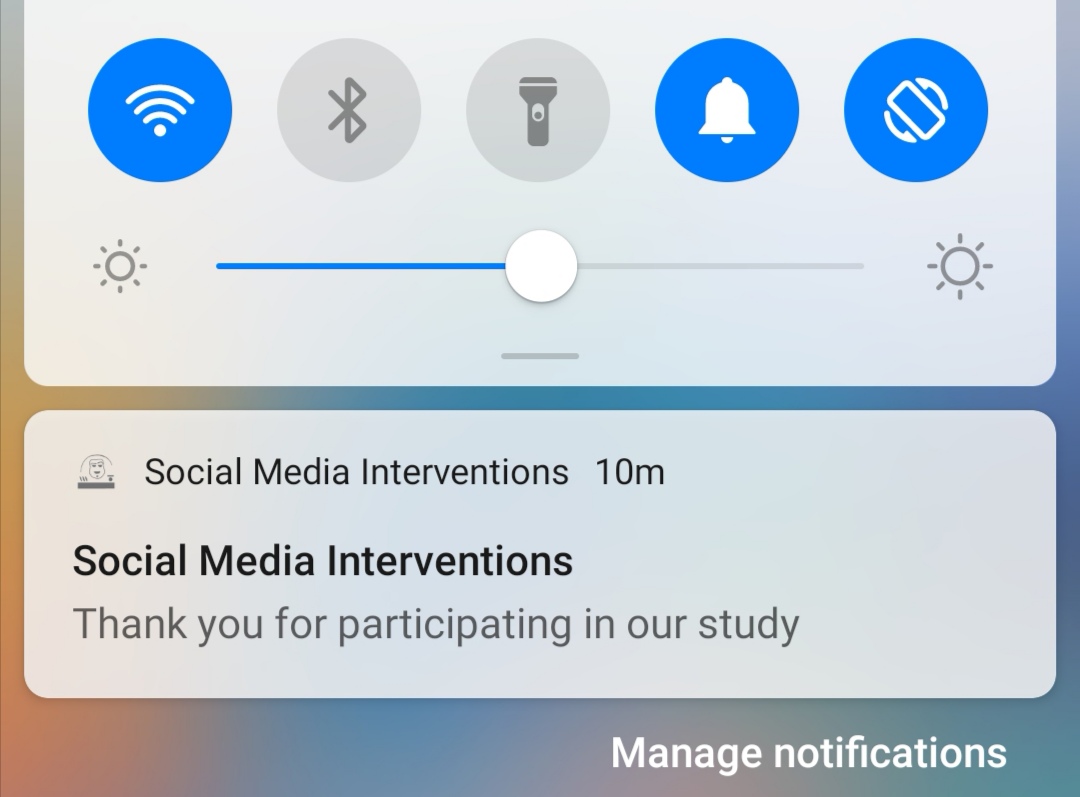 Social Media Interventions 10m
Social Media Interventions
Thank you for participating in our study
Manage notifications